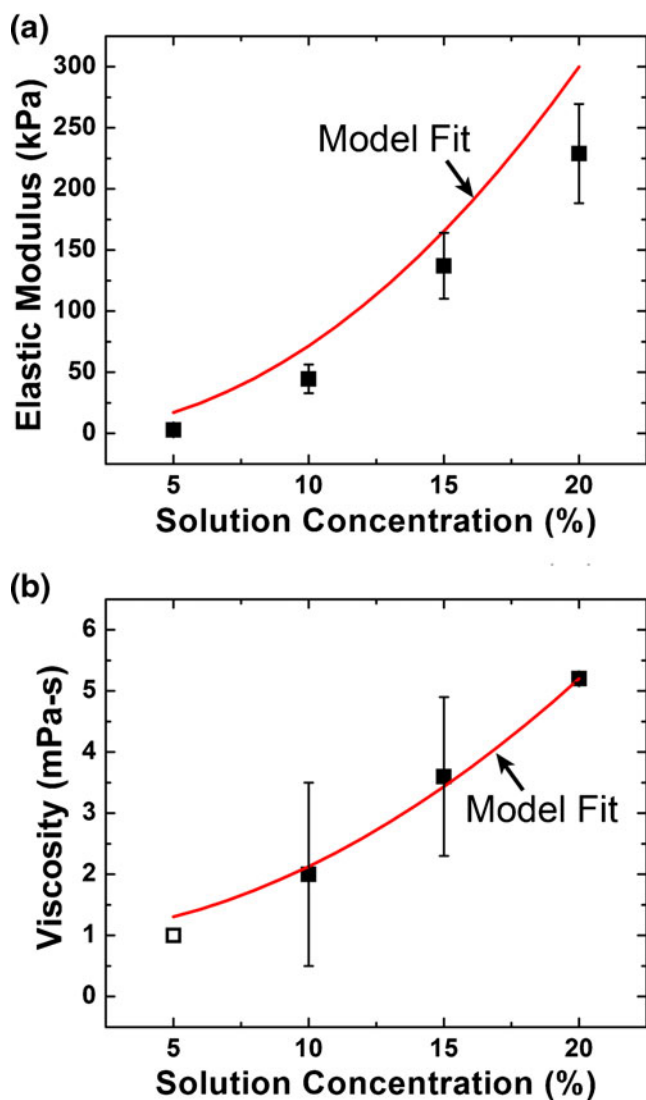 (a)
300
250
200
150
100
50
0
Elastic Modulus (kPa)
Model Fit
5 10 15 20
Solution Concentration (%)
(b)
6
5
4
3
2
1
0
Viscosity (mPa-s)
Model Fit
5 10 15 20
Solution Concentration (%)